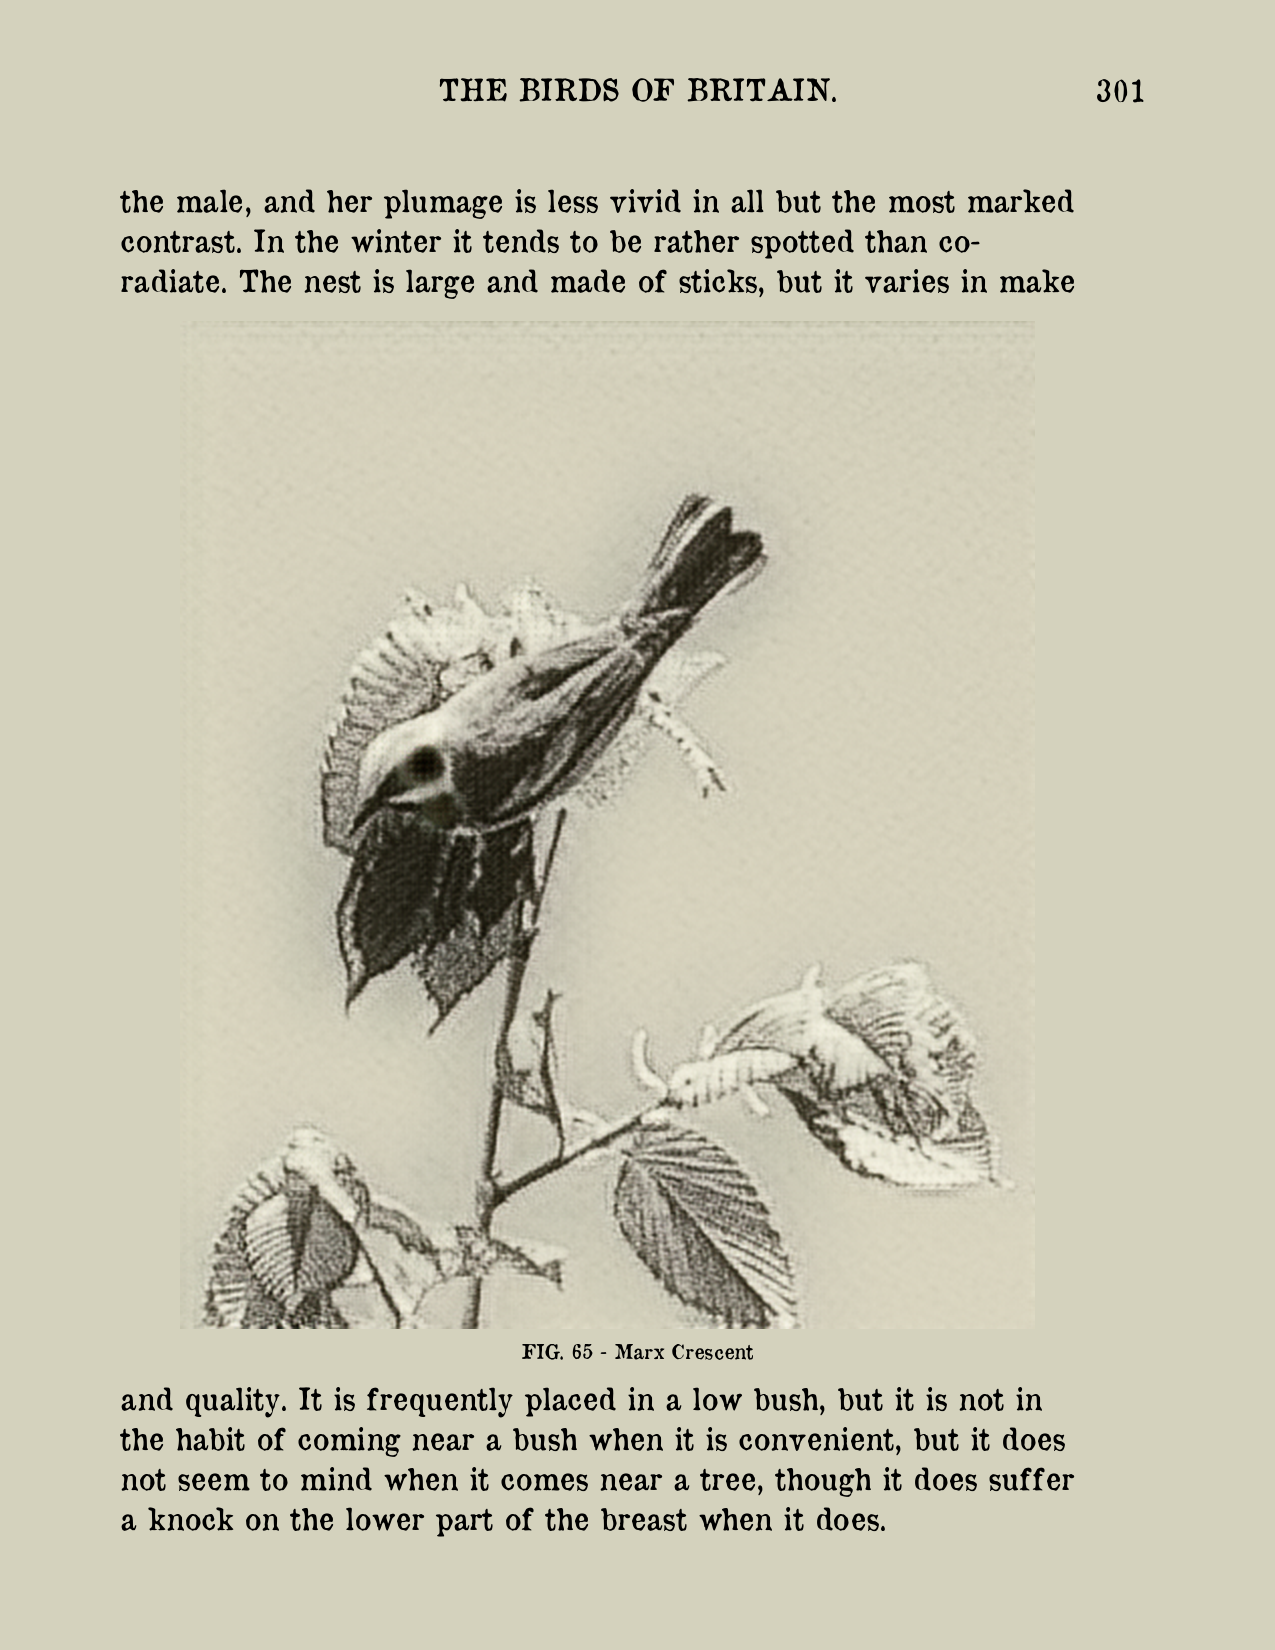 THE BIRDS OF BRITAIN. 301
the male, and her plumage is less vivid in all but the most marked
contrast. In the winter it tends to be rather spotted than co-
radiate. The nest is large and made of sticks, but it varies in make
FIG. 65 - Marx Crescent
and quality. It is frequently placed in a low bush, but it is not in
the habit of coming near a bush when it is convenient, but it does
not seem to mind when it comes near a tree, though it does suffer
a knock on the lower part of the breast when it does.